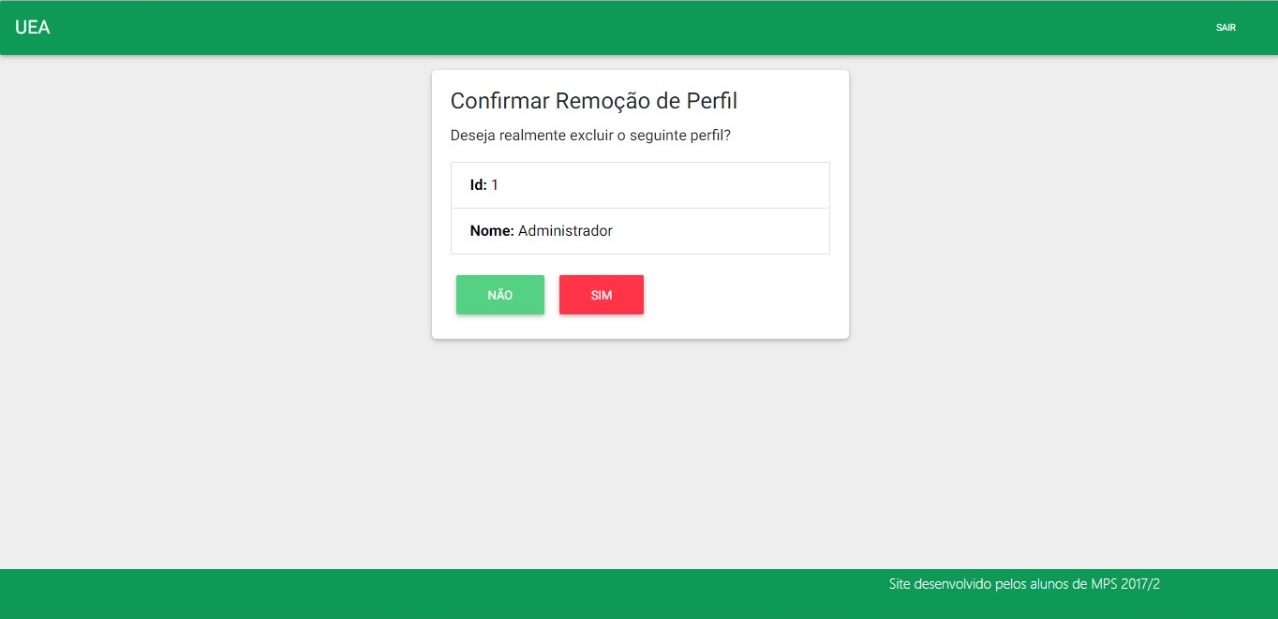 UEA
SAIR
Confirmar Remoção de Perfil
Deseja realmente excluir o seguinte perfil?
Id: 1
Nome: Administrador
NÃO
SIM
Site desenvolvido pelos alunos de MPS 2017/2